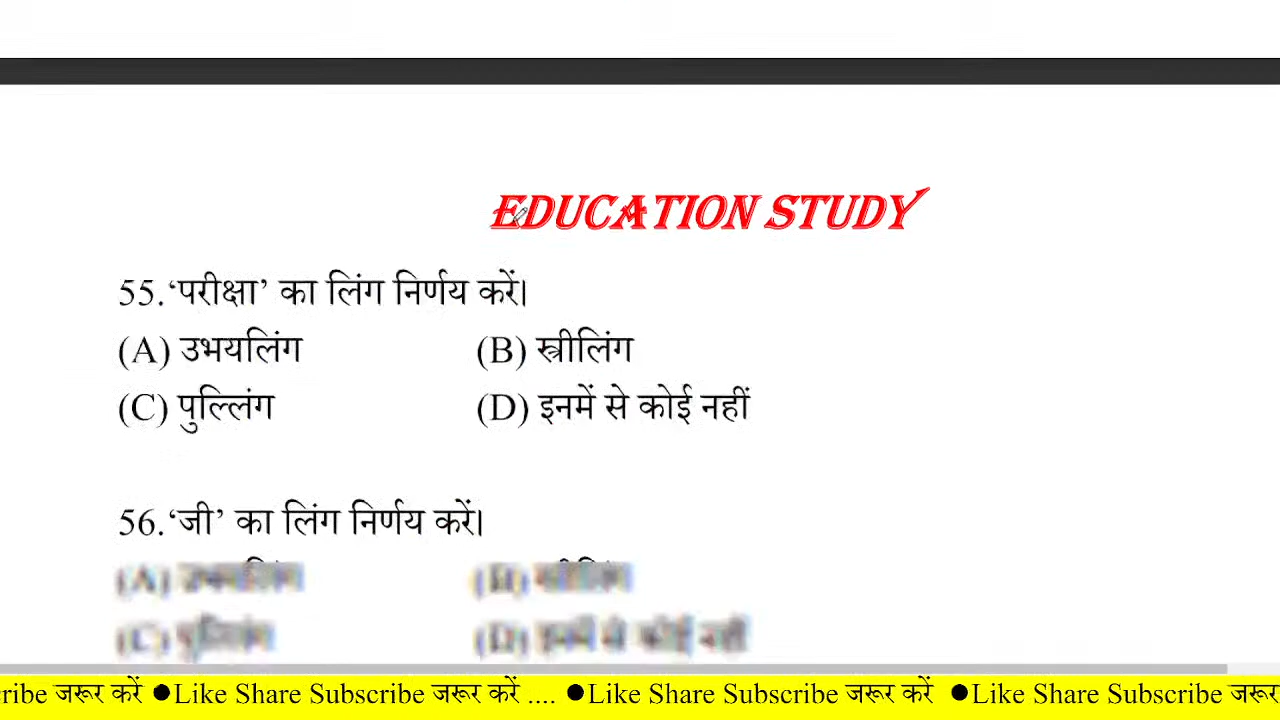 EDUCATION STUDY
55.‘परीक्षा’ का लिंग निर्णय करें।
(A) उभयलिंग (B) स्त्रीलिंग
(C) पुल्लिंग (D) इनमें से कोई नहीं
56.‘जी’ का लिंग निर्णय करें।
(A) (B)
(C) (D)
cribe जरूर करें ●Like Share Subscribe जरूर करें .... ●Like Share Subscribe जरूर करें ●Like Share Subscribe जरूर